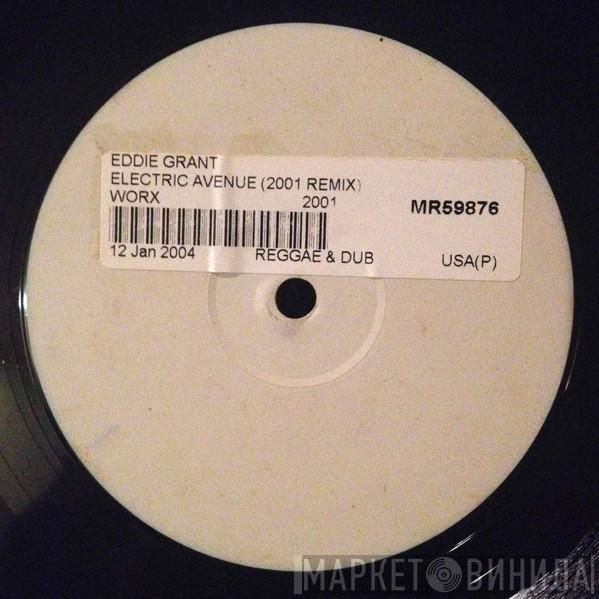 EDDIE GRANT
ELECTRIC AVENUE (2001 REMIX)
WORX 2001 MR59876
12 Jan 2004 REGGAE & DUB USA(P)
МАРКЕТ ВИНИЛА